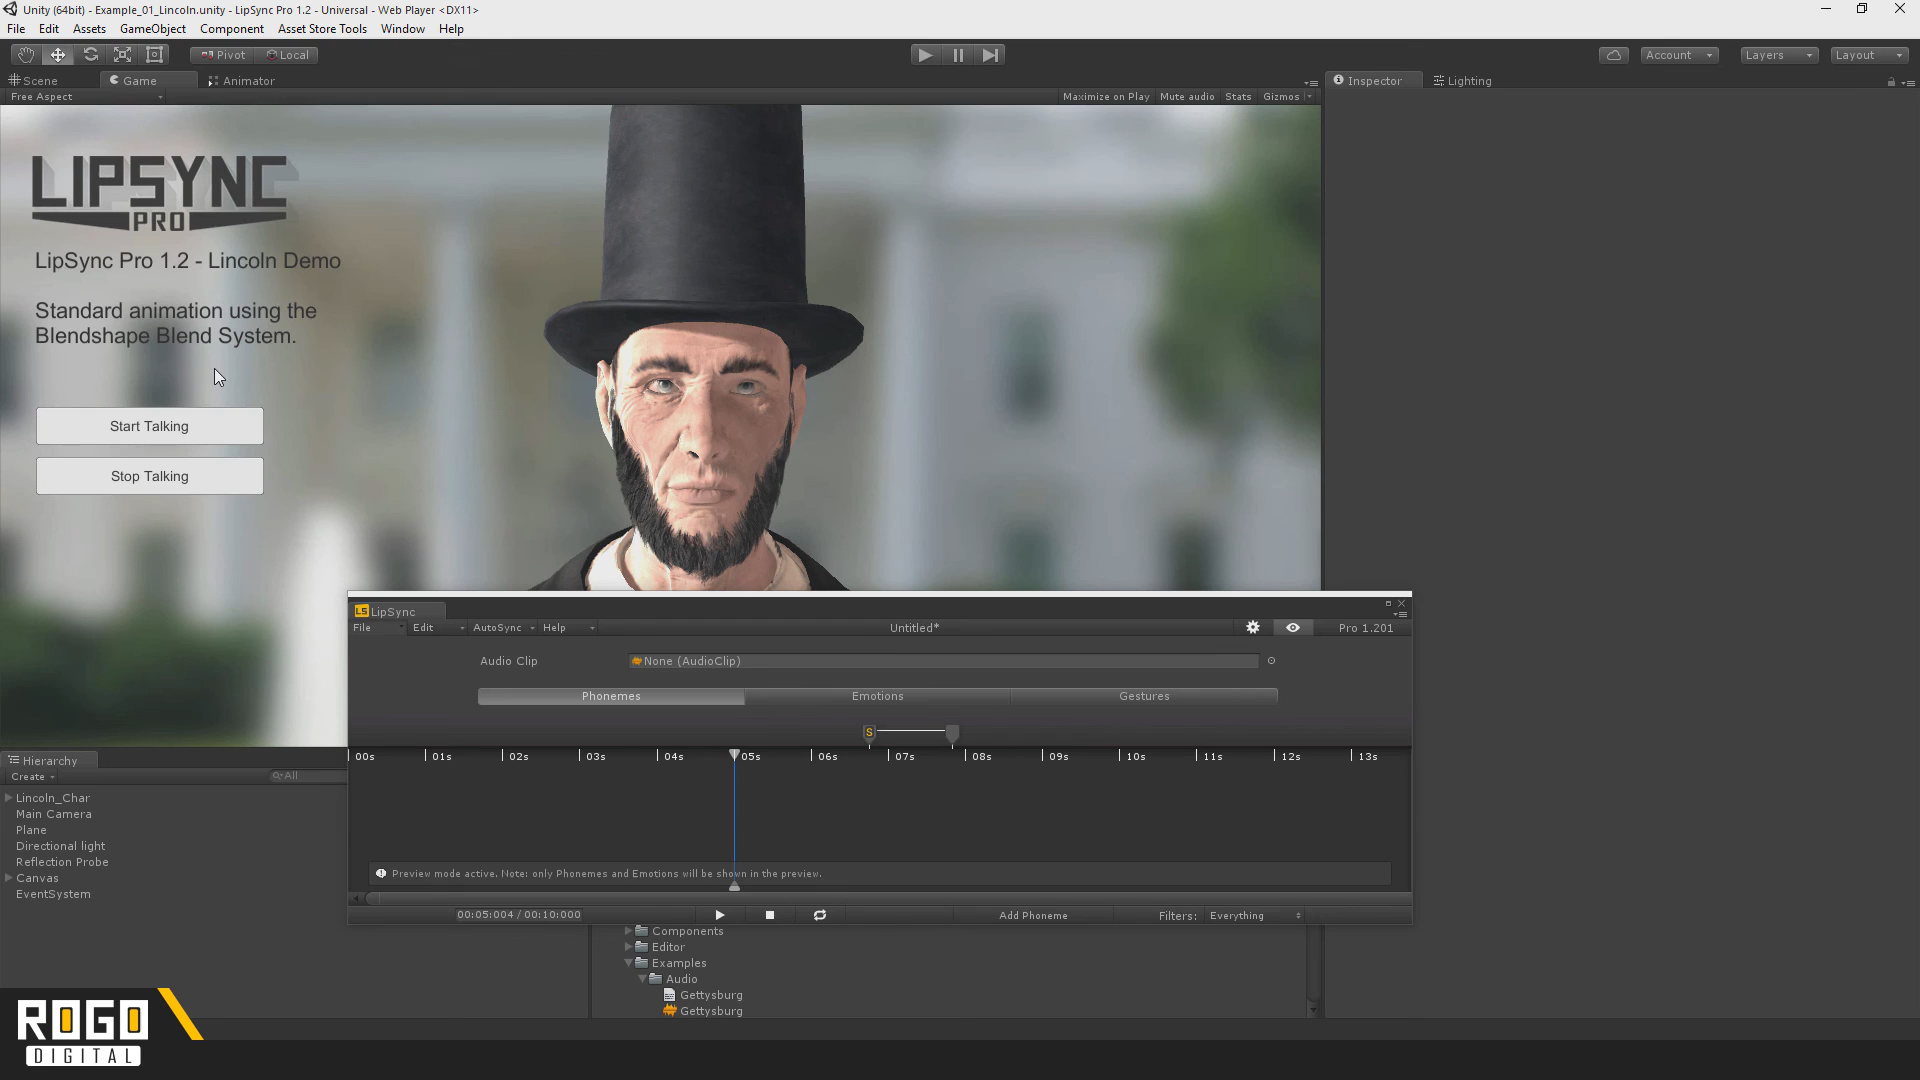 Unity (64bit) - Example_01_Lincoln.unity - LipSync Pro 1.2 - Universal - Web Player <DX11>
File Edit Assets GameObject Component Asset Store Tools Window Help
Pivot Local
Account Layers Layout
Scene Game Animator
Inspector Lighting
Free Aspect
Maximize on Play Mute audio Stats Gizmos
LIPSYNC
PRO
LipSync Pro 1.2 - Lincoln Demo
Standard animation using the
Blendshape Blend System.
Start Talking
Stop Talking
LS LipSync
File Edit AutoSync Help Untitled* Pro 1.201
Audio Clip None (AudioClip)
Phonemes Emotions Gestures
S
00s 01s 02s 03s 04s 05s 06s 07s 08s 09s 10s 11s 12s 13s
Preview mode active. Note: only Phonemes and Emotions will be shown in the preview.
00:05:004 / 00:10:000 Add Phoneme Filters: Everything
Hierarchy
Create All
Lincoln_Char
Main Camera
Plane
Directional light
Reflection Probe
Canvas
EventSystem
Components
Editor
Examples
Audio
Gettysburg
Gettysburg
ROGO
DIGITAL